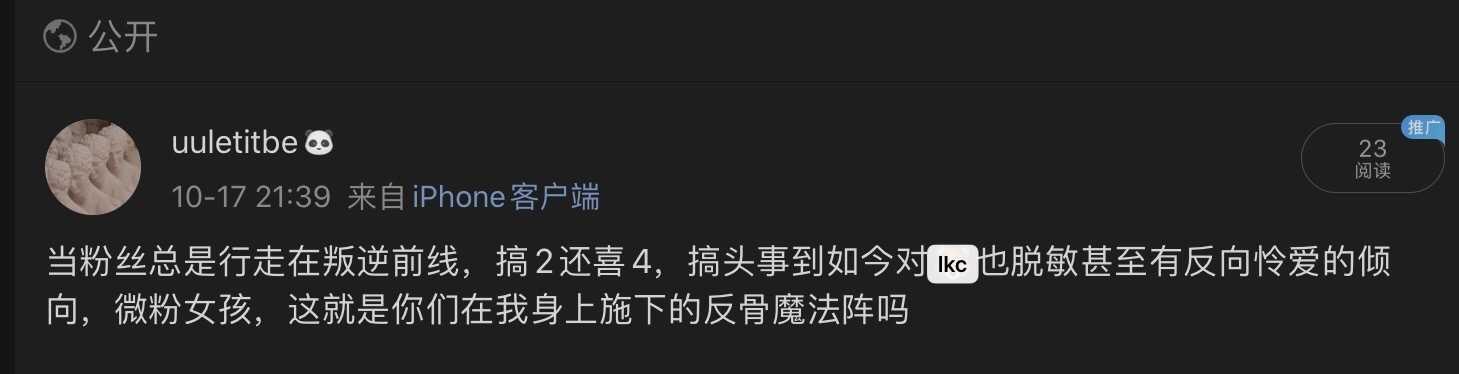 公开
uuletitbe🐼
推广
23
阅读
10-17 21:39 来自 iPhone客户端
当粉丝总是行走在叛逆前线，搞2还喜4，搞头事到如今对lkc也脱敏甚至有反向怜爱的倾
向，微粉女孩，这就是你们在我身上施下的反骨魔法阵吗